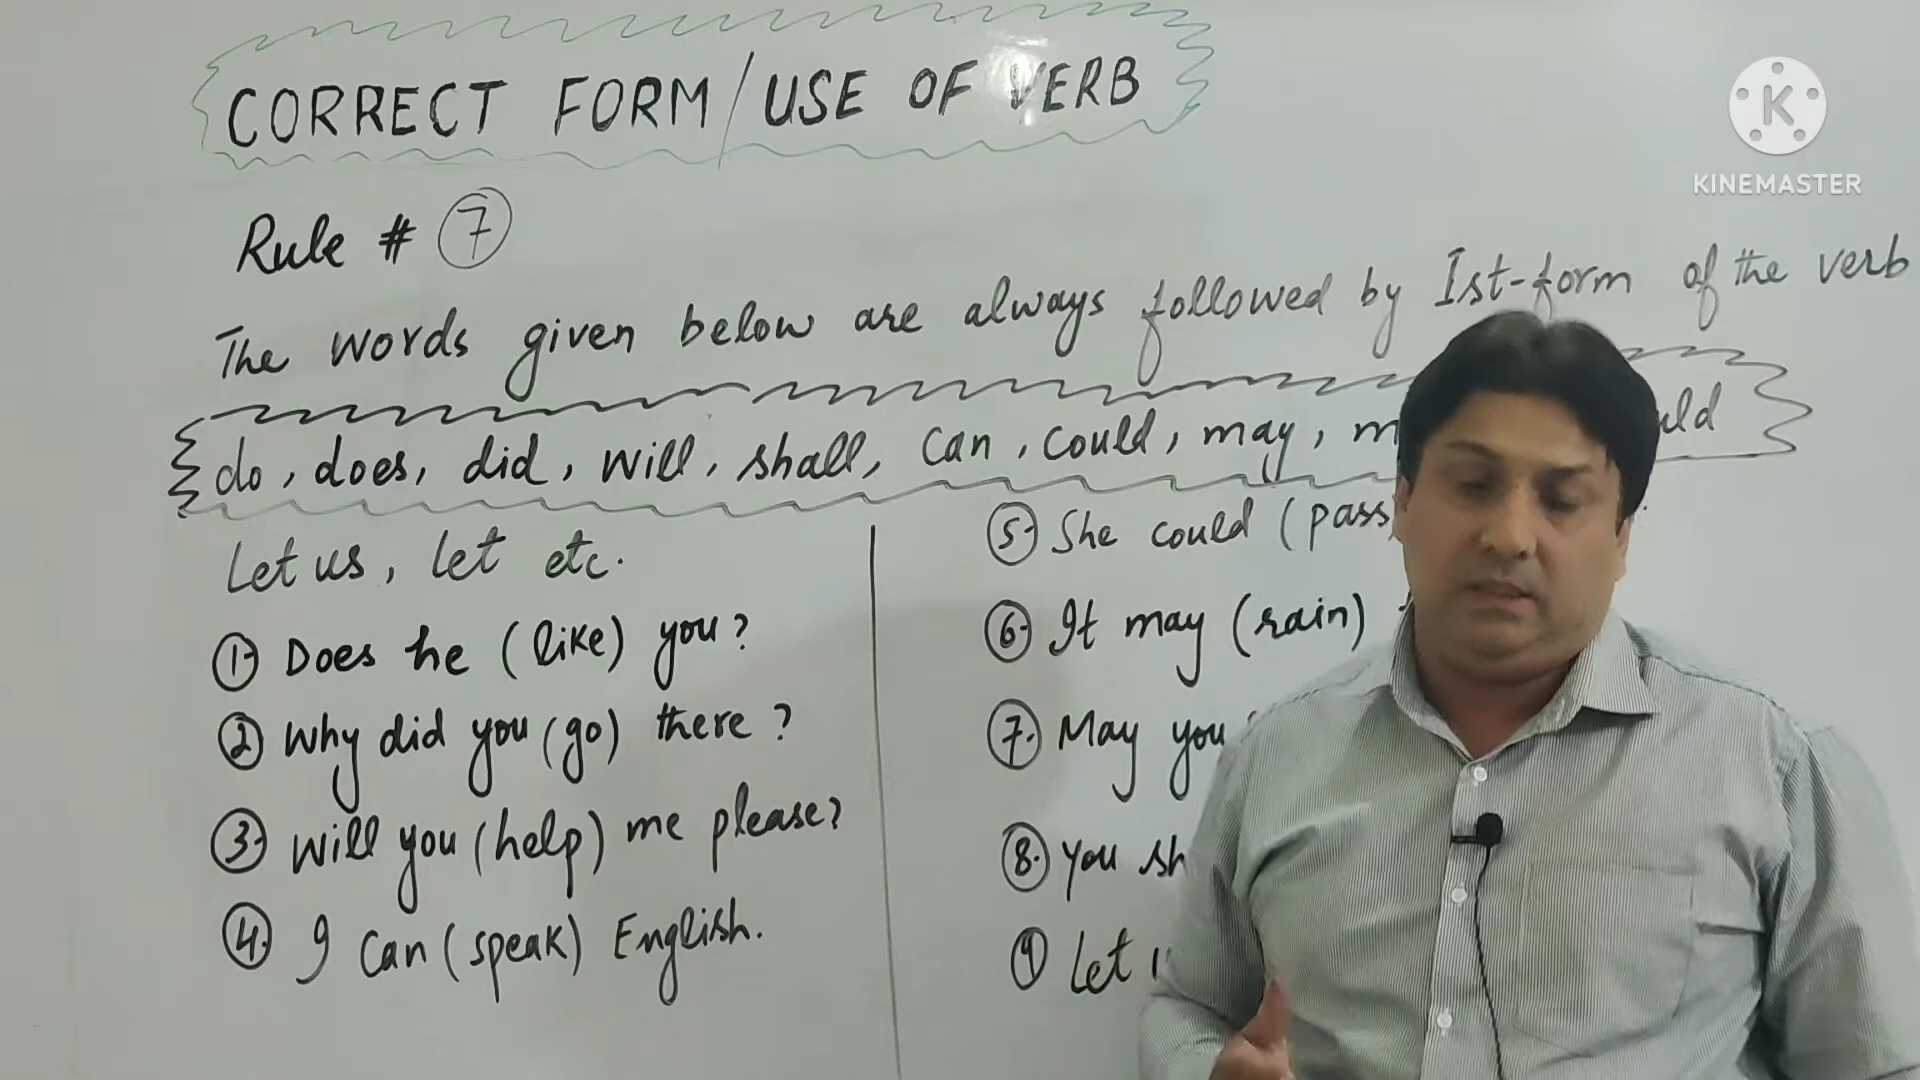 CORRECT FORM / USE OF VERB
KINEMASTER
Rule # 7
The words given below are always followed by Ist-form of the verb
do, does, did, will, shall, can, could, may,
Let us, let etc.
1. Does he (like) you?
2. Why did you (go) there?
3. Will you (help) me please?
4. I can (speak) English.
5. She could (pass
6. It may (rain)
7. May you
8. you sh
9 Let